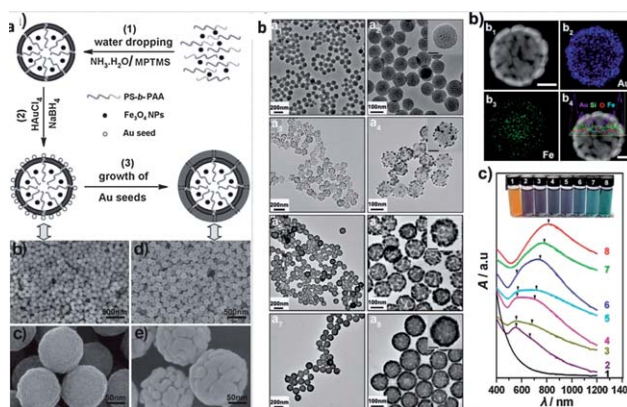 a
(1)
water dropping
NH₃.H₂O/ MPTMS
(2)
HAuCl₄
NaBH₄
PS-b-PAA
Fe₃O₄ NPs
Au seed
(3)
growth of
Au seeds
b)
500nm
d)
500nm
c)
50nm
e)
50nm
b
200nm
100nm
a₄
200nm
100nm
200nm
100nm
a₇
200nm
a₈
100nm
b)
b₁
b₂
Au
b₃
Fe
b₄
Au Si O Fe
c)
1 2 3 4 5 6 7 8
A / a.u
8
7
6
5
4
3
2
1
400 600 800 1000 1200
λ / nm